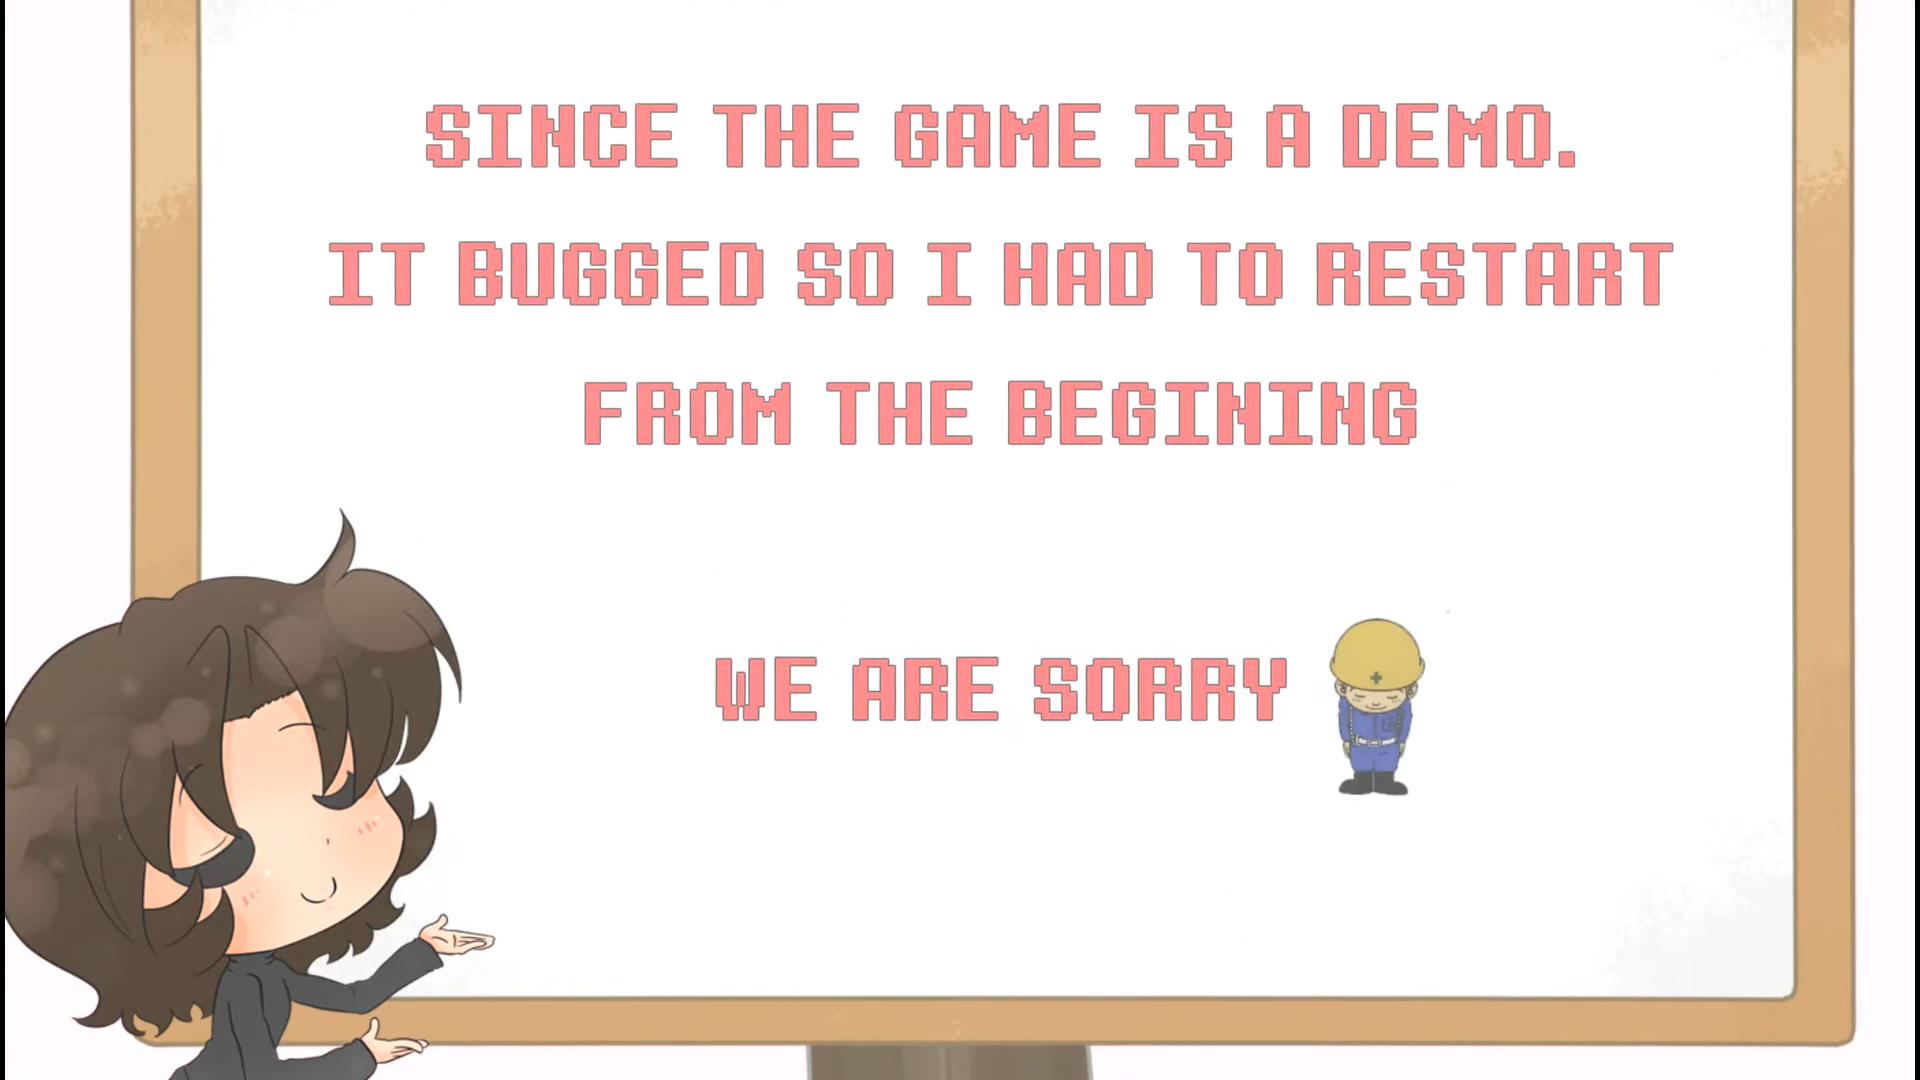 SINCE THE GAME IS A DEMO.
IT BUGGED SO I HAD TO RESTART
FROM THE BEGINING
WE ARE SORRY